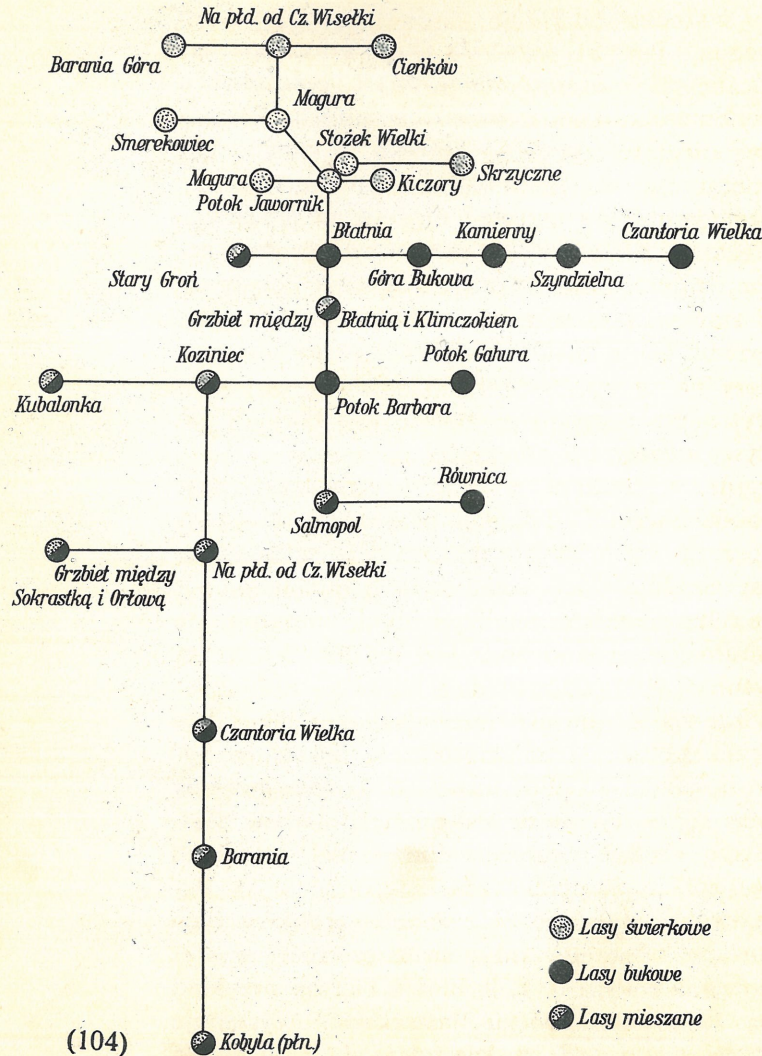 Na płd. od Cz. Wisełki
Barania Góra
Cieńków
Magura
Smerekowiec
Stożek Wielki
Skrzyczne
Magura
Kiczory
Potok Jawornik
Błatnia
Kamienny
Czantoria Wielka
Stary Groń
Góra Bukowa
Szyndzielna
Grzbiet między
Błatnią i Klimczokiem
Koziniec
Potok Gahura
Kubalonka
Potok Barbara
Równica
Salmopol
Grzbiet między
Sokrastką i Orłową
Na płd. od Cz. Wisełki
Czantoria Wielka
Barania
Lasy świerkowe
Lasy bukowe
Lasy mieszane
(104)
Kobyla (płn.)